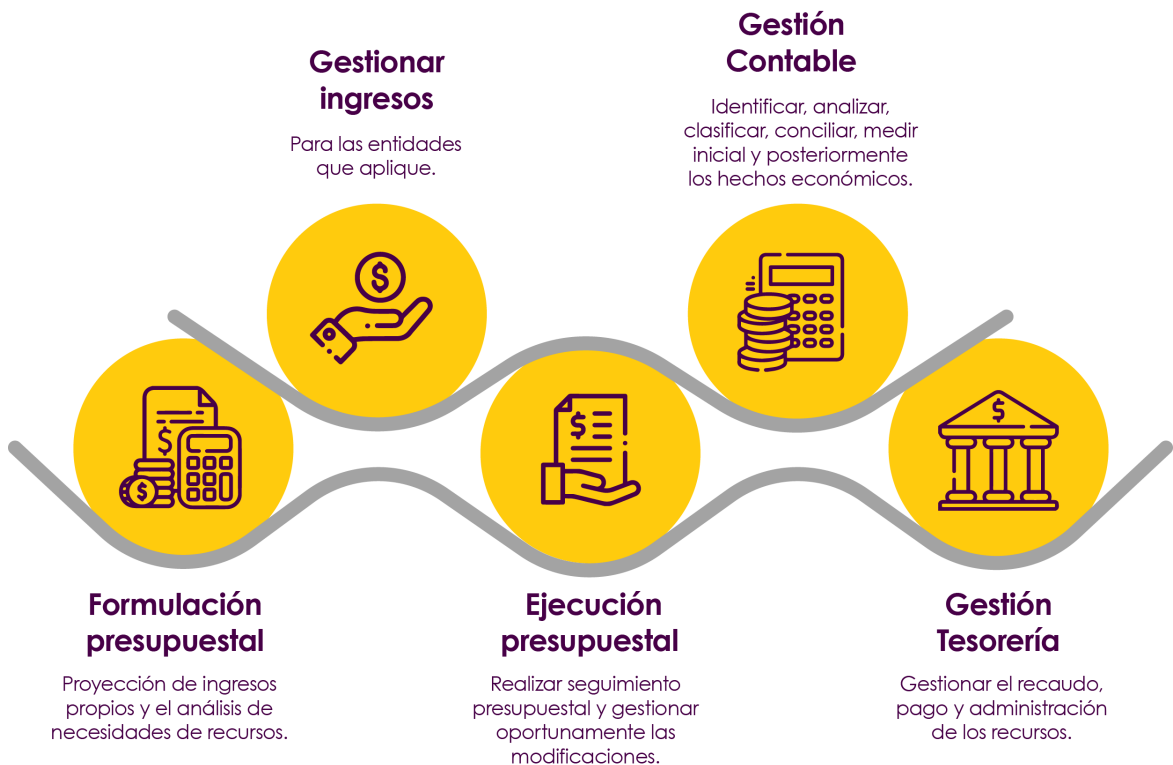 Gestionar
ingresos
Para las entidades
que aplique.
Gestión
Contable
Identificar, analizar,
clasificar, conciliar, medir
inicial y posteriormente
los hechos económicos.
$
$
$
$
$
Formulación
presupuestal
Proyección de ingresos
propios y el análisis de
necesidades de recursos.
Ejecución
presupuestal
Realizar seguimiento
presupuestal y gestionar
oportunamente las
modificaciones.
Gestión
Tesorería
Gestionar el recaudo,
pago y administración
de los recursos.